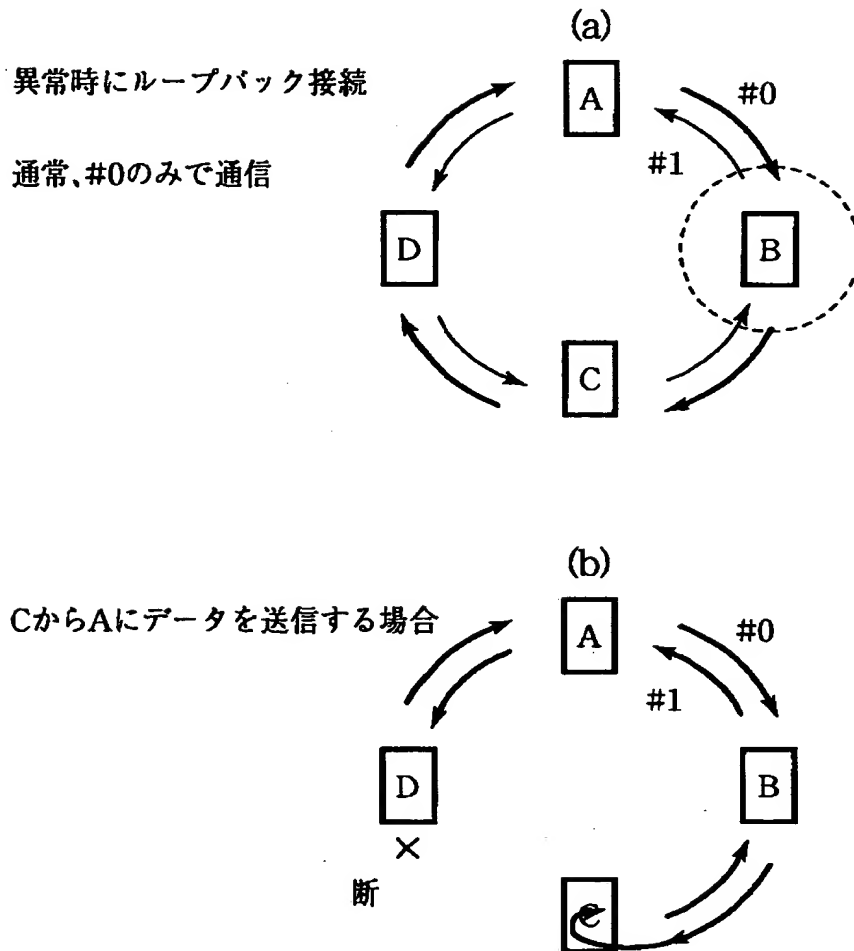 (a)
異常時にループバック接続
A
#0
通常、#0のみで通信
#1
D
B
C
(b)
CからAにデータを送信する場合
A
#0
#1
D
B
断
C